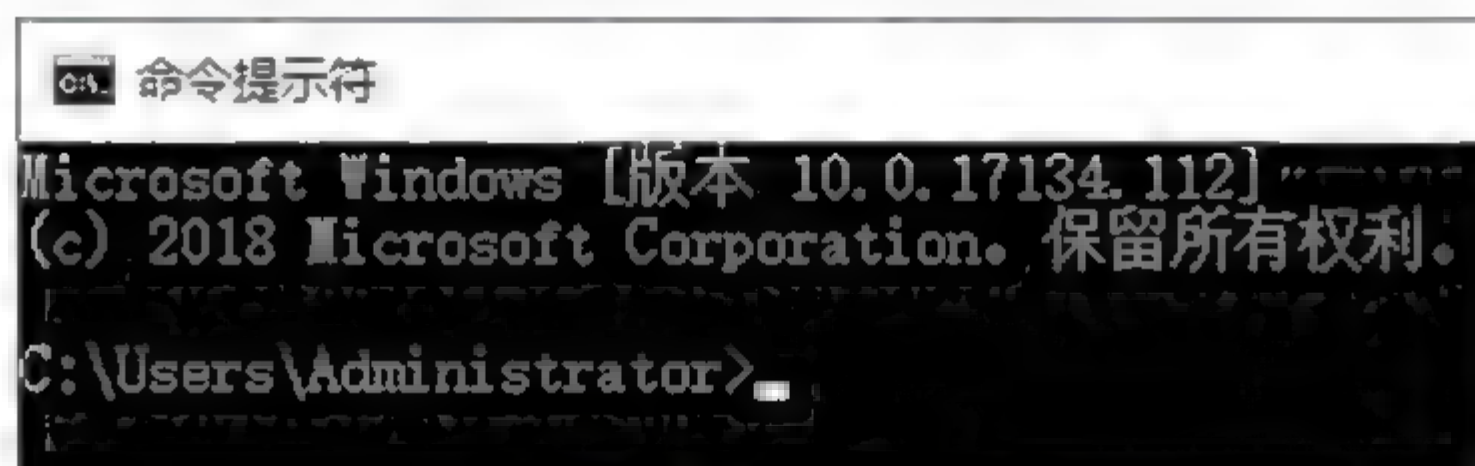 C:\_ 命令提示符
Microsoft Windows [版本 10.0.17134.112]
(c) 2018 Microsoft Corporation。保留所有权利。
C:\Users\Administrator>_